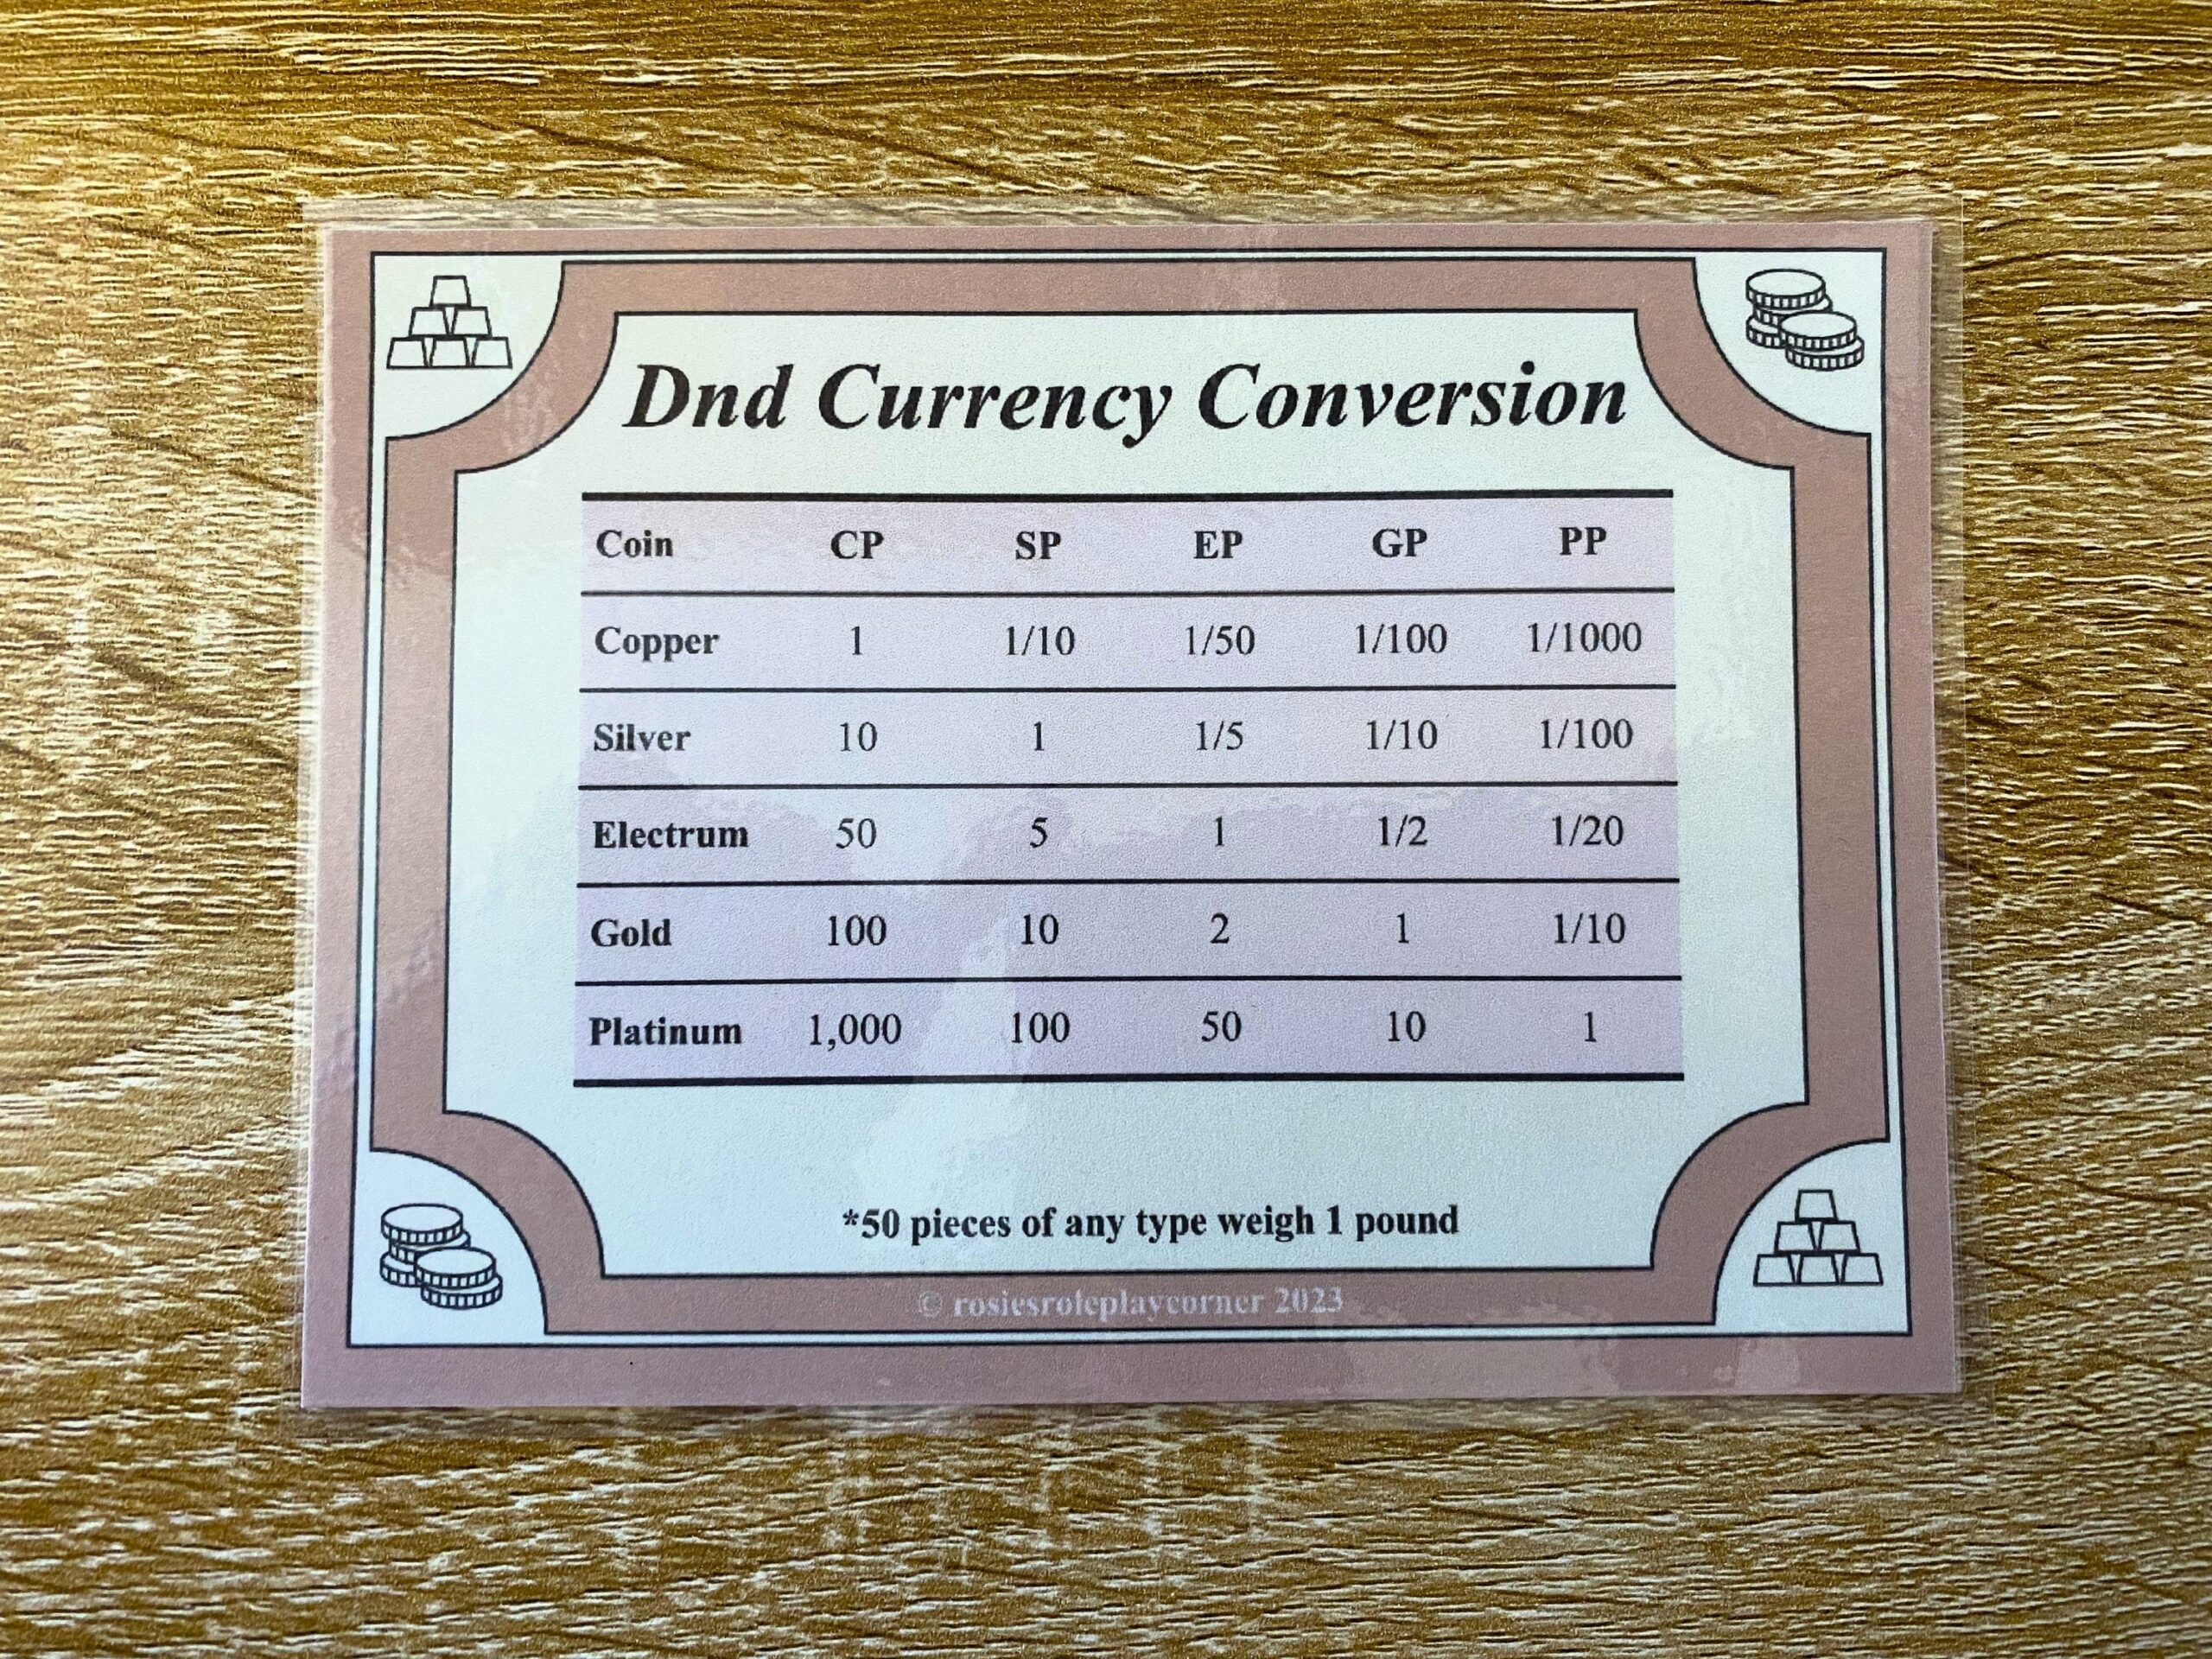 Dnd Currency Conversion
Coin CP SP EP GP PP
Copper 1 1/10 1/50 1/100 1/1000
Silver 10 1 1/5 1/10 1/100
Electrum 50 5 1 1/2 1/20
Gold 100 10 2 1 1/10
Platinum 1,000 100 50 10 1
*50 pieces of any type weigh 1 pound
© rosiesroleplaycorner 2023